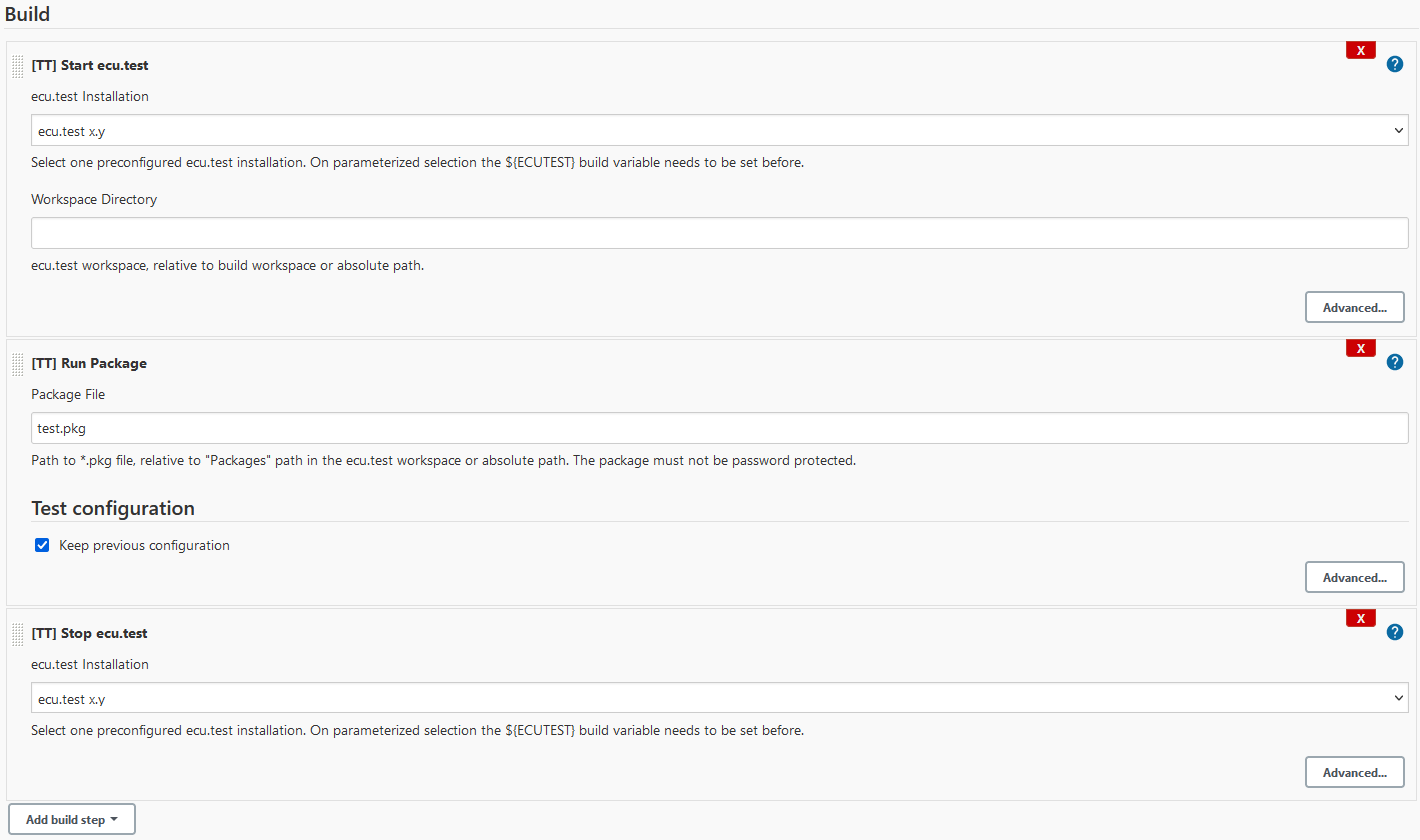 Build
X
[TT] Start ecu.test
?
ecu.test Installation
ecu.test x.y
Select one preconfigured ecu.test installation. On parameterized selection the ${ECUTEST} build variable needs to be set before.
Workspace Directory
ecu.test workspace, relative to build workspace or absolute path.
Advanced...
X
[TT] Run Package
?
Package File
test.pkg
Path to *.pkg file, relative to "Packages" path in the ecu.test workspace or absolute path. The package must not be password protected.
Test configuration
Keep previous configuration
Advanced...
X
[TT] Stop ecu.test
?
ecu.test Installation
ecu.test x.y
Select one preconfigured ecu.test installation. On parameterized selection the ${ECUTEST} build variable needs to be set before.
Advanced...
Add build step